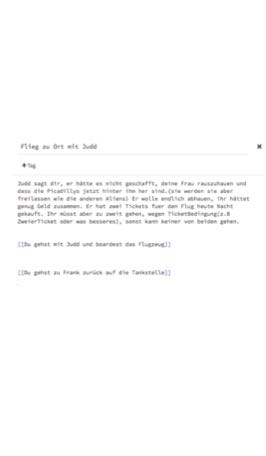 Flieg zu Ort mit Judd
×
+Tag
Judd sagt dir, er hätte es nicht geschafft, deine Frau rauszuhauen und
dass die Picadillys jetzt hinter ihm her sind.(sie werden sie aber
freilassen wie die anderen Aliens) Er wolle endlich abhauen, ihr hättet
genug Geld zusammen. Er hat zwei Tickets fuer den Flug heute Nacht
gekauft. Ihr müsst aber zu zweit gehen, wegen TicketBedingung(z.B
ZweierTicket oder was besseres), sonst kann keiner von beiden gehen.
[[Du gehst mit Judd und boardest das Flugzeug]]
[[Du gehst zu Frank zurück auf die Tankstelle]]